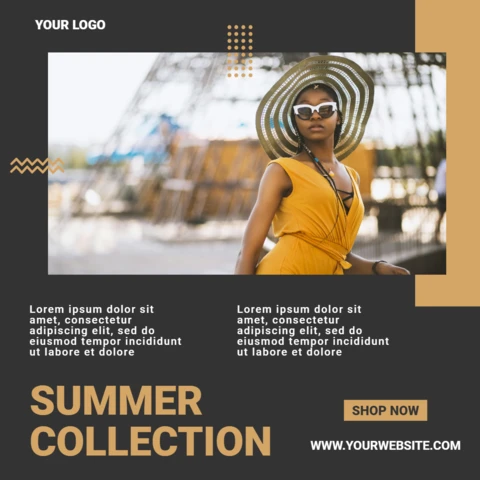 YOUR LOGO
Lorem ipsum dolor sit
amet, consectetur
adipiscing elit, sed do
eiusmod tempor incididunt
ut labore et dolore
Lorem ipsum dolor sit
amet, consectetur
adipiscing elit, sed do
eiusmod tempor incididunt
ut labore et dolore
SUMMER
COLLECTION
SHOP NOW
WWW.YOURWEBSITE.COM